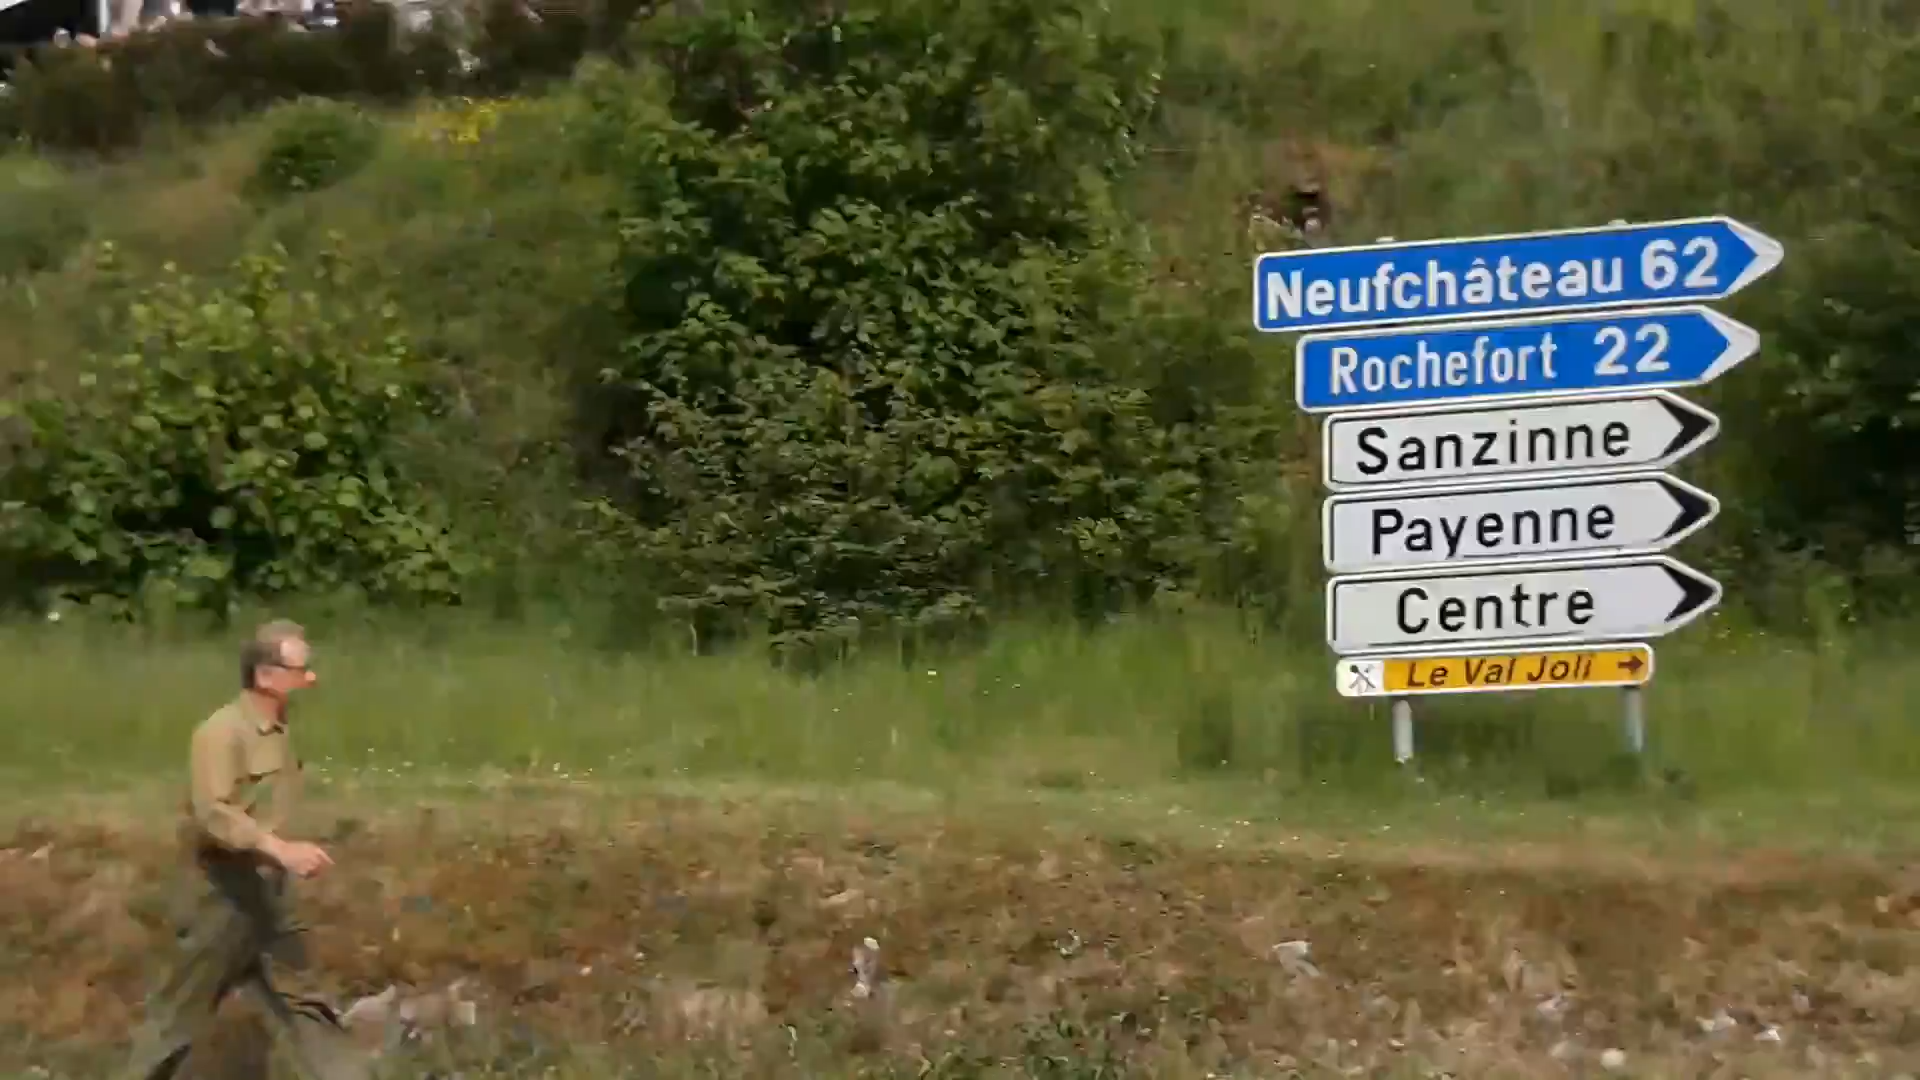 Neufchâteau 62
Rochefort 22
Sanzinne
Payenne
Centre
Le Val Joli